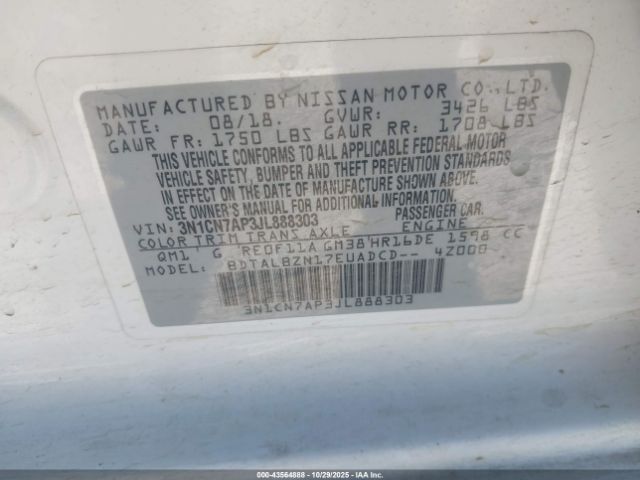 MANUFACTURED BY NISSAN MOTOR CO., LTD.
DATE: 08/18. GVWR: 3426 LBS
GAWR FR: 1750 LBS GAWR RR: 1708 LBS
THIS VEHICLE CONFORMS TO ALL APPLICABLE FEDERAL MOTOR
VEHICLE SAFETY, BUMPER AND THEFT PREVENTION STANDARDS
IN EFFECT ON THE DATE OF MANUFACTURE SHOWN ABOVE.
SEE OWNER'S MANUAL FOR ADDITIONAL INFORMATION.
VIN: 3N1CN7AP3JL888303 PASSENGER CAR.
COLOR TRIM TRANS AXLE ENGINE
QM1 G RE0F11A GM38 HR16DE 1598 CC
MODEL: BDTALBZN17EUADCD-- 4Z000
3N1CN7AP3JL888303
000-43564888 10/29/2025 IAA, Inc.